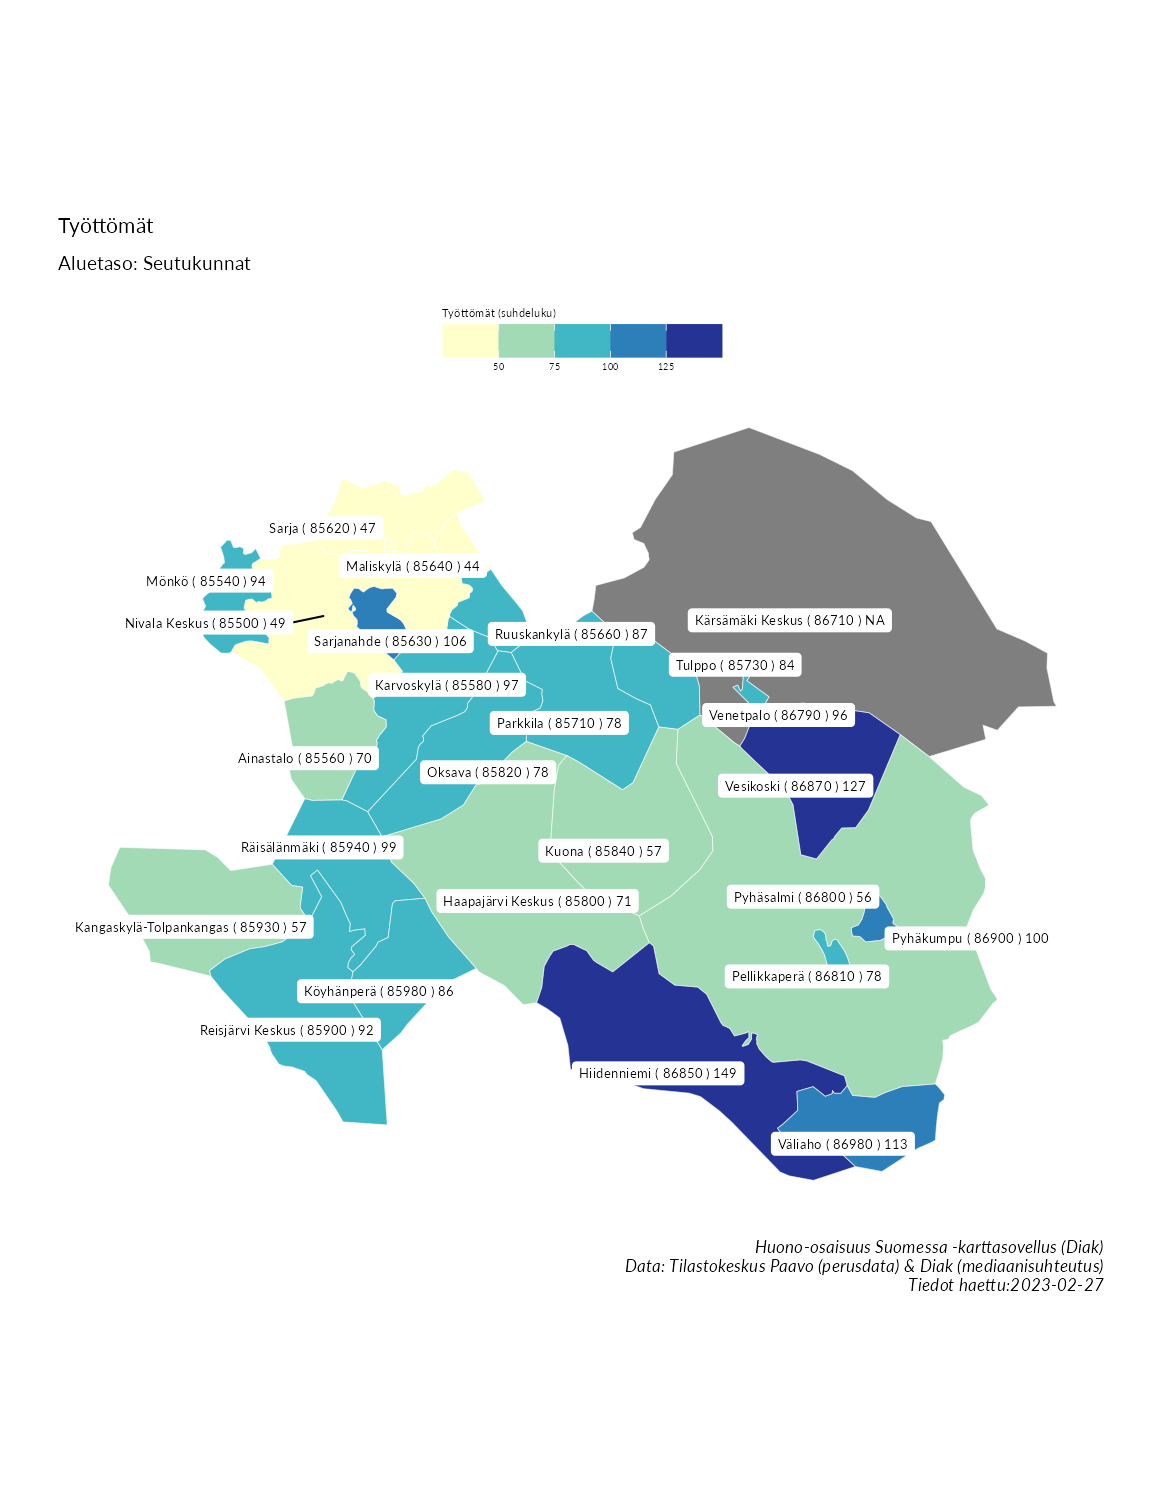 Työttömät
Aluetaso: Seutukunnat
Työttömät (suhdeluku)
50 75 100 125
Sarja ( 85620 ) 47
Maliskylä ( 85640 ) 44
Mönkö ( 85540 ) 94
Kärsämäki Keskus ( 86710 ) NA
Nivala Keskus ( 85500 ) 49
Ruuskankylä ( 85660 ) 87
Sarjanahde ( 85630 ) 106
Tulppo ( 85730 ) 84
Karvoskylä ( 85580 ) 97
Venetpalo ( 86790 ) 96
Parkkila ( 85710 ) 78
Ainastalo ( 85560 ) 70
Oksava ( 85820 ) 78
Vesikoski ( 86870 ) 127
Räisälänmäki ( 85940 ) 99
Kuona ( 85840 ) 57
Pyhäsalmi ( 86800 ) 56
Haapajärvi Keskus ( 85800 ) 71
Kangaskylä-Tolpankangas ( 85930 ) 57
Pyhäkumpu ( 86900 ) 100
Pellikkaperä ( 86810 ) 78
Köyhänperä ( 85980 ) 86
Reisjärvi Keskus ( 85900 ) 92
Hiidenniemi ( 86850 ) 149
Väliaho ( 86980 ) 113
Huono-osaisuus Suomessa -karttasovellus (Diak)
Data: Tilastokeskus Paavo (perusdata) & Diak (mediaanisuhteutus)
Tiedot haettu:2023-02-27